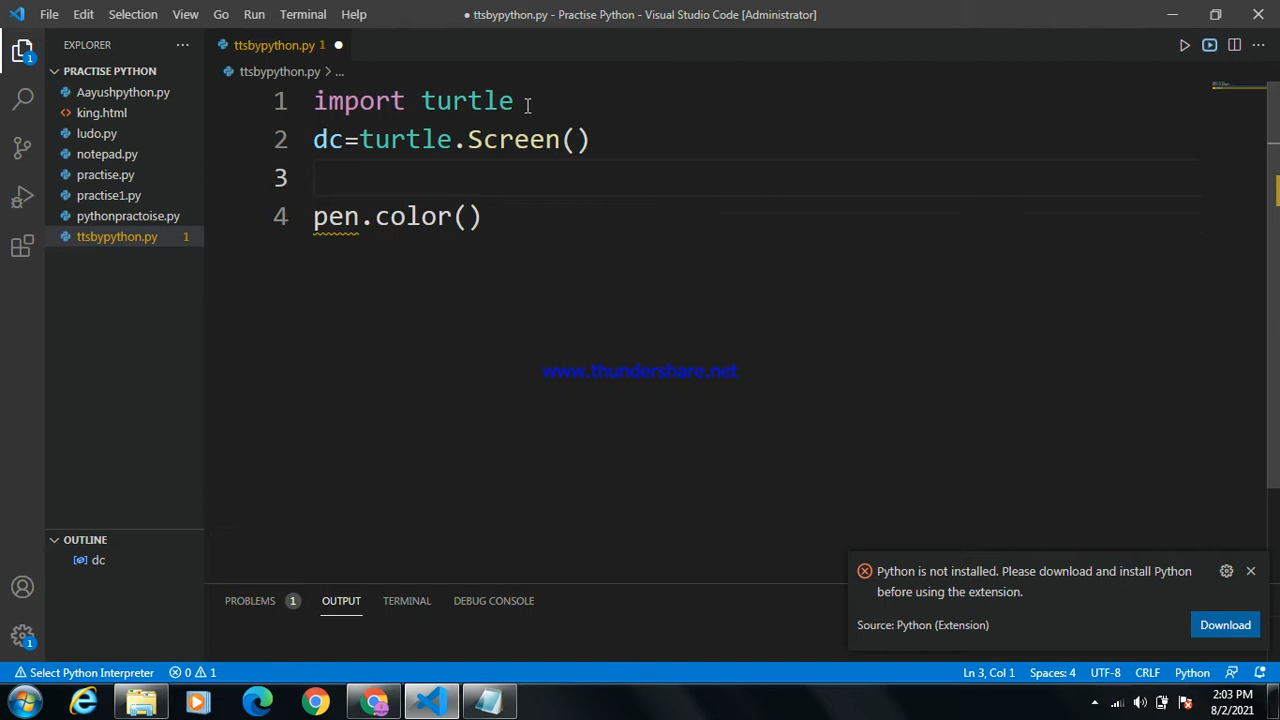 File Edit Selection View Go Run Terminal Help
● ttsbypython.py - Practise Python - Visual Studio Code [Administrator]
EXPLORER
ttsbypython.py 1
PRACTISE PYTHON
ttsbypython.py > ...
Aayushpython.py
king.html
ludo.py
notepad.py
practise.py
practise1.py
pythonpractoise.py
ttsbypython.py 1
1 import turtle
2 dc=turtle.Screen()
3
4 pen.color()
www.thundershare.net
OUTLINE
dc
PROBLEMS 1 OUTPUT TERMINAL DEBUG CONSOLE
Python is not installed. Please download and install Python
before using the extension.
Source: Python (Extension)
Download
1
1
Select Python Interpreter 0 1
Ln 3, Col 1 Spaces: 4 UTF-8 CRLF Python
2:03 PM
8/2/2021